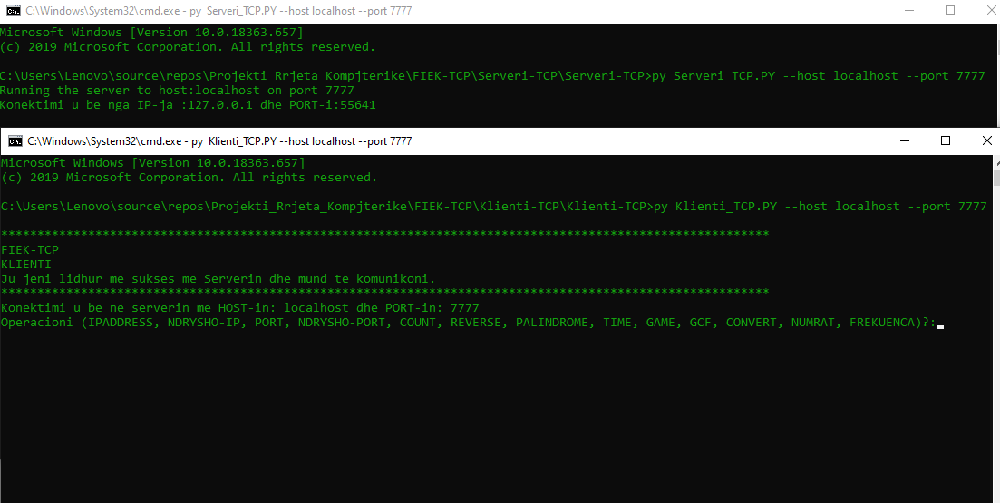 C:\Windows\System32\cmd.exe - py  Serveri_TCP.PY --host localhost --port 7777
Microsoft Windows [Version 10.0.18363.657]
(c) 2019 Microsoft Corporation. All rights reserved.
C:\Users\Lenovo\source\repos\Projekti_Rrjeta_Kompjterike\FIEK-TCP\Serveri-TCP\Serveri-TCP>py Serveri_TCP.PY --host localhost --port 7777
Running the server to host:localhost on port 7777
Konektimi u be nga IP-ja :127.0.0.1 dhe PORT-i:55641
C:\Windows\System32\cmd.exe - py  Klienti_TCP.PY --host localhost --port 7777
Microsoft Windows [Version 10.0.18363.657]
(c) 2019 Microsoft Corporation. All rights reserved.
C:\Users\Lenovo\source\repos\Projekti_Rrjeta_Kompjterike\FIEK-TCP\Klienti-TCP\Klienti-TCP>py Klienti_TCP.PY --host localhost --port 7777
*********************************************************************************************************
FIEK-TCP
KLIENTI
Ju jeni lidhur me sukses me Serverin dhe mund te komunikoni.
*********************************************************************************************************
Konektimi u be ne serverin me HOST-in: localhost dhe PORT-in: 7777
Operacioni (IPADDRESS, NDRYSHO-IP, PORT, NDRYSHO-PORT, COUNT, REVERSE, PALINDROME, TIME, GAME, GCF, CONVERT, NUMRAT, FREKUENCA)?: